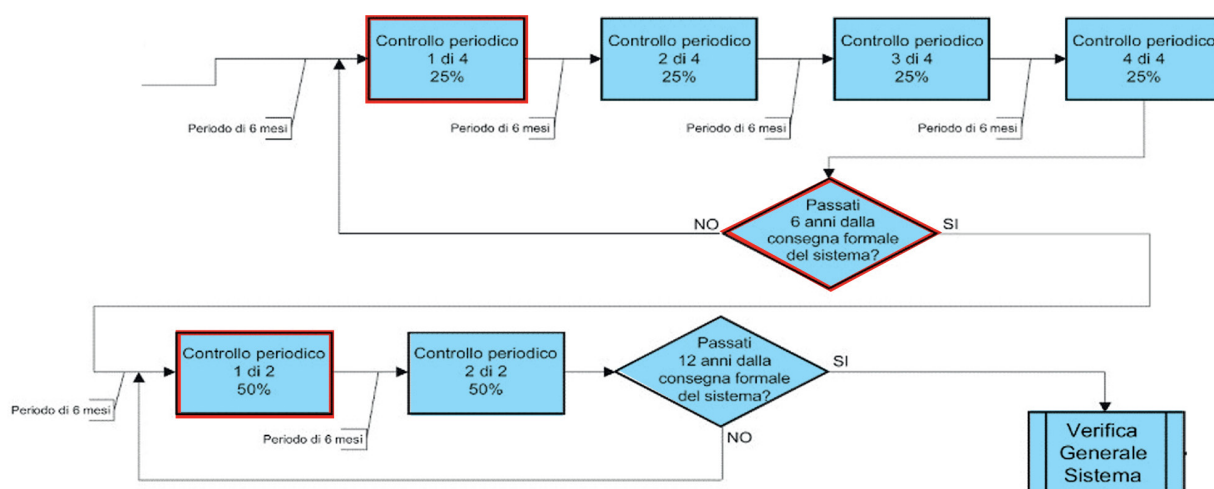 Controllo periodico
1 di 4
25%
Controllo periodico
2 di 4
25%
Controllo periodico
3 di 4
25%
Controllo periodico
4 di 4
25%
Periodo di 6 mesi
Periodo di 6 mesi
Periodo di 6 mesi
Periodo di 6 mesi
Passati
6 anni dalla
consegna formale
del sistema?
NO
SI
Controllo periodico
1 di 2
50%
Controllo periodico
2 di 2
50%
Passati
12 anni dalla
consegna formale
del sistema?
SI
NO
Periodo di 6 mesi
Periodo di 6 mesi
Verifica
Generale
Sistema